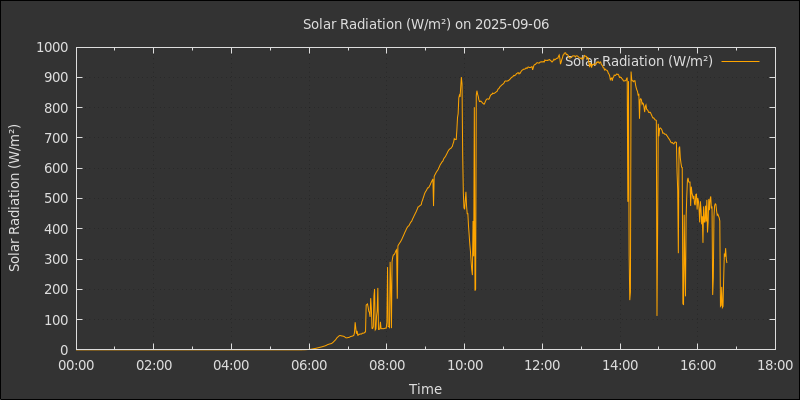 Solar Radiation (W/m²) on 2025-09-06
Solar Radiation (W/m²)
Solar Radiation (W/m²)
1000
900
800
700
600
500
400
300
200
100
0
00:00 02:00 04:00 06:00 08:00 10:00 12:00 14:00 16:00 18:00
Time